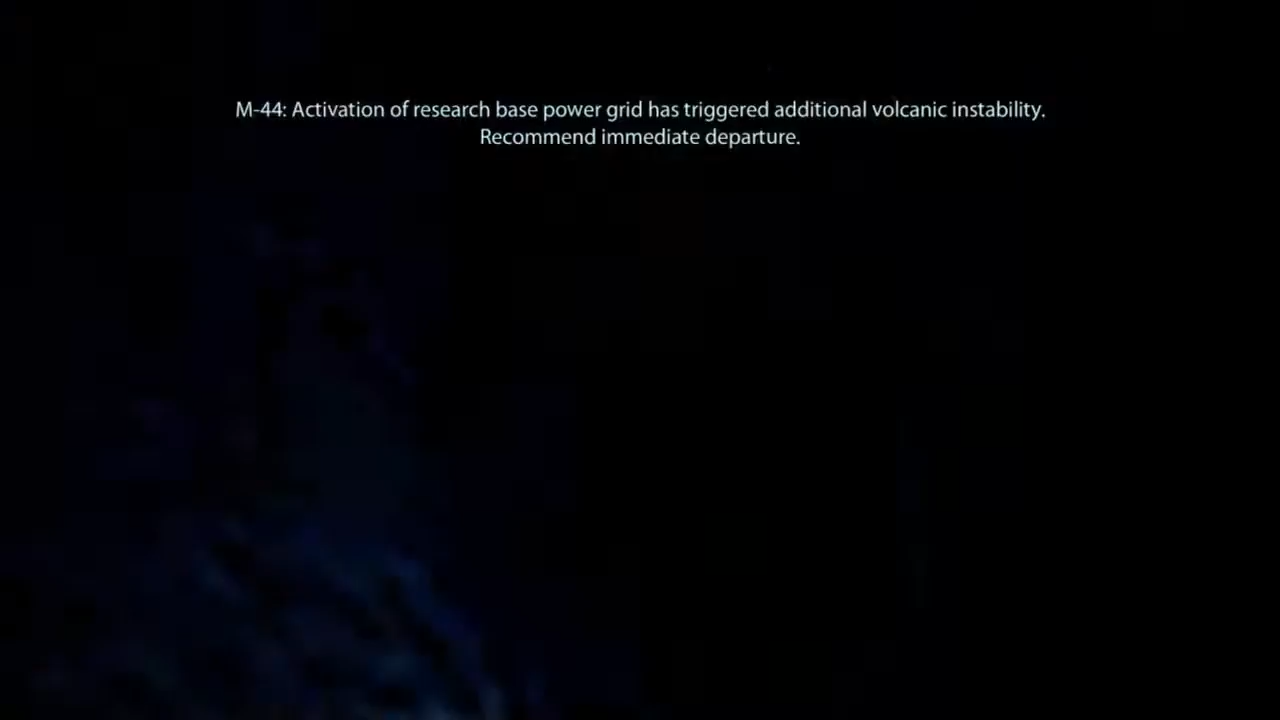 M-44: Activation of research base power grid has triggered additional volcanic instability.
Recommend immediate departure.